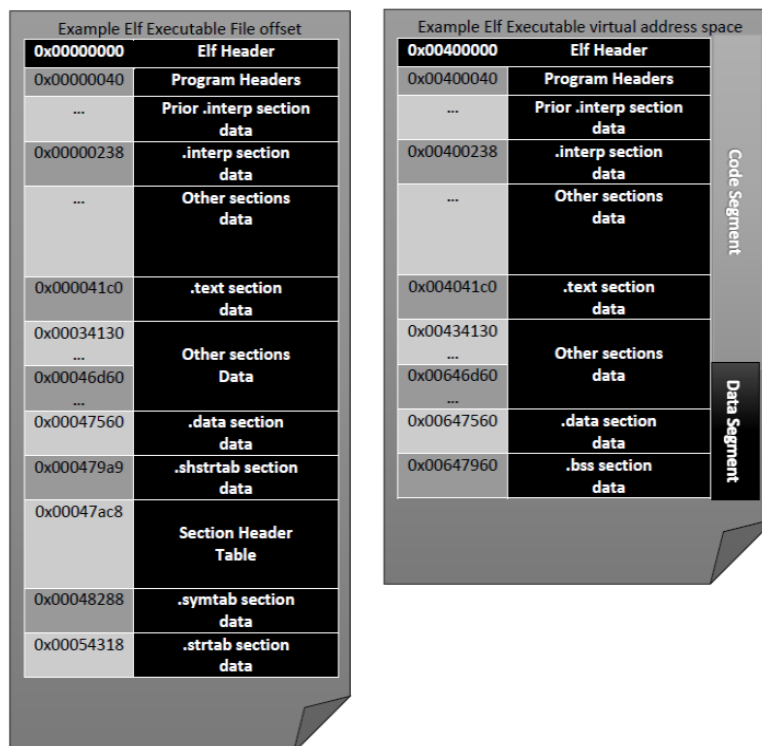 Example Elf Executable File offset
0x00000000 Elf Header
0x00000040 Program Headers
... Prior .interp section
data
0x00000238 .interp section
data
... Other sections
data
0x000041c0 .text section
data
0x00034130
... Other sections
0x00046d60 Data
...
0x00047560 .data section
data
0x000479a9 .shstrtab section
data
0x00047ac8
Section Header
Table
0x00048288 .symtab section
data
0x00054318 .strtab section
data
Example Elf Executable virtual address space
0x00400000 Elf Header
0x00400040 Program Headers
... Prior .interp section
data
0x00400238 .interp section
data
... Other sections
data
0x004041c0 .text section
data
0x00434130
... Other sections
0x00646d60 data
...
0x00647560 .data section
data
0x00647960 .bss section
data
Code Segment
Data Segment